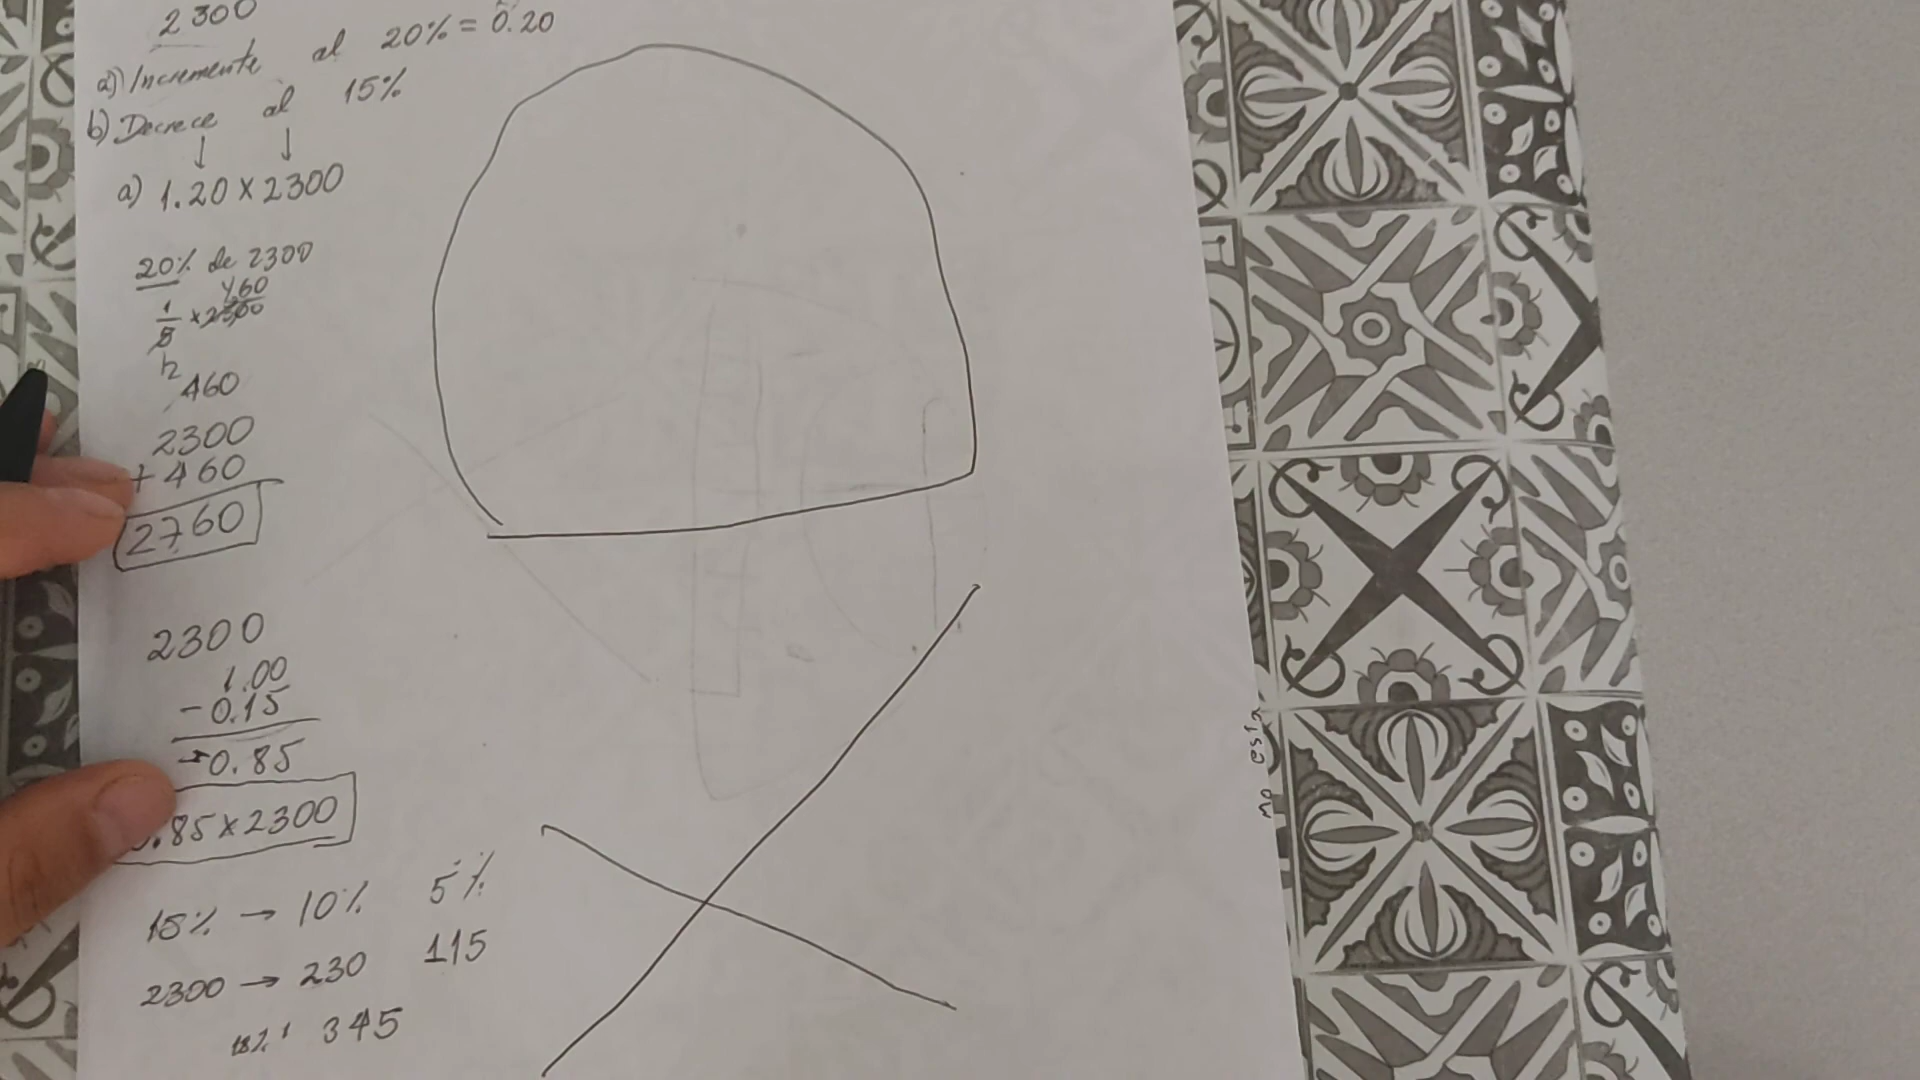 2300
a) Incremente al 20% = 0.20
b) Decrece al 15%
↓ ↓
a) 1.20 x 2300
20% de 2300
460
1/5 x 2300
460
2300
+ 460
2760
2300
1.00
- 0.15
0.85
.85 x 2300
15% → 10% 5%
2300 → 230 115
345